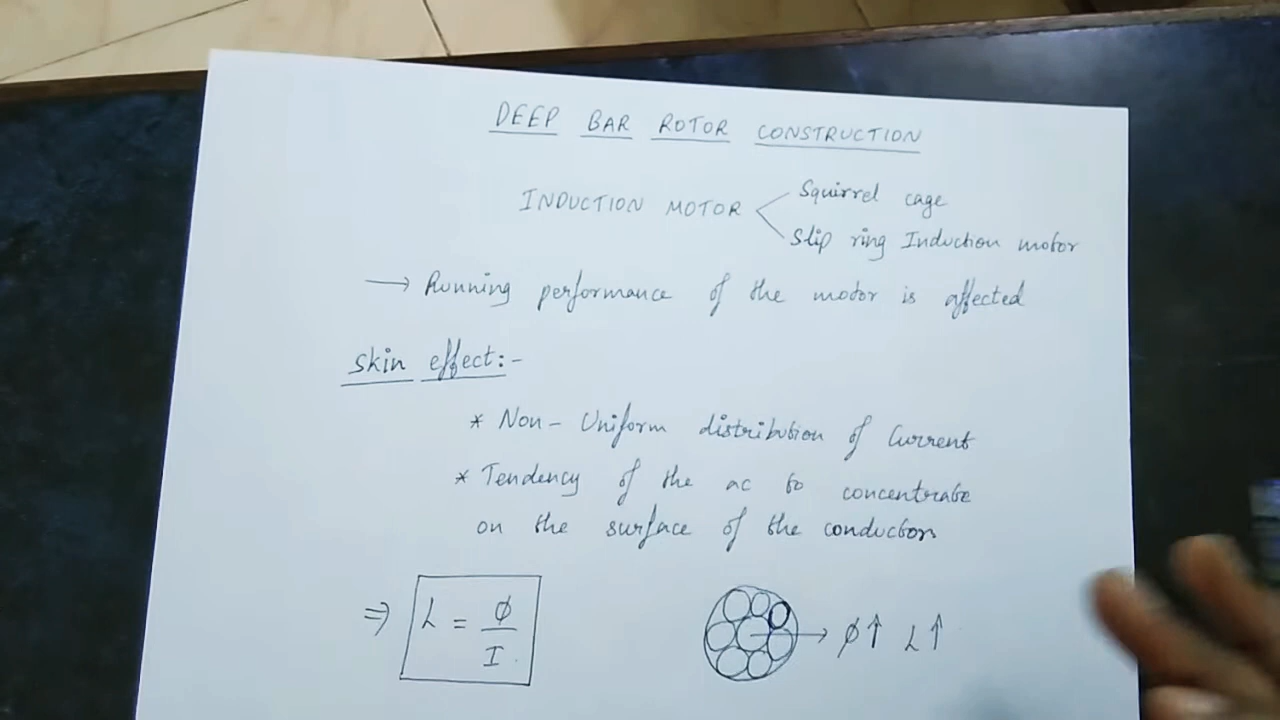 DEEP BAR ROTOR CONSTRUCTION
INDUCTION MOTOR
Squirrel cage
Slip ring Induction motor
→ Running performance of the motor is affected
Skin effect:-
* Non-Uniform distribution of Current
* Tendency of the ac to concentrate
on the surface of the conductor
⇒ L = ϕ/I
→ ϕ↑ L↑